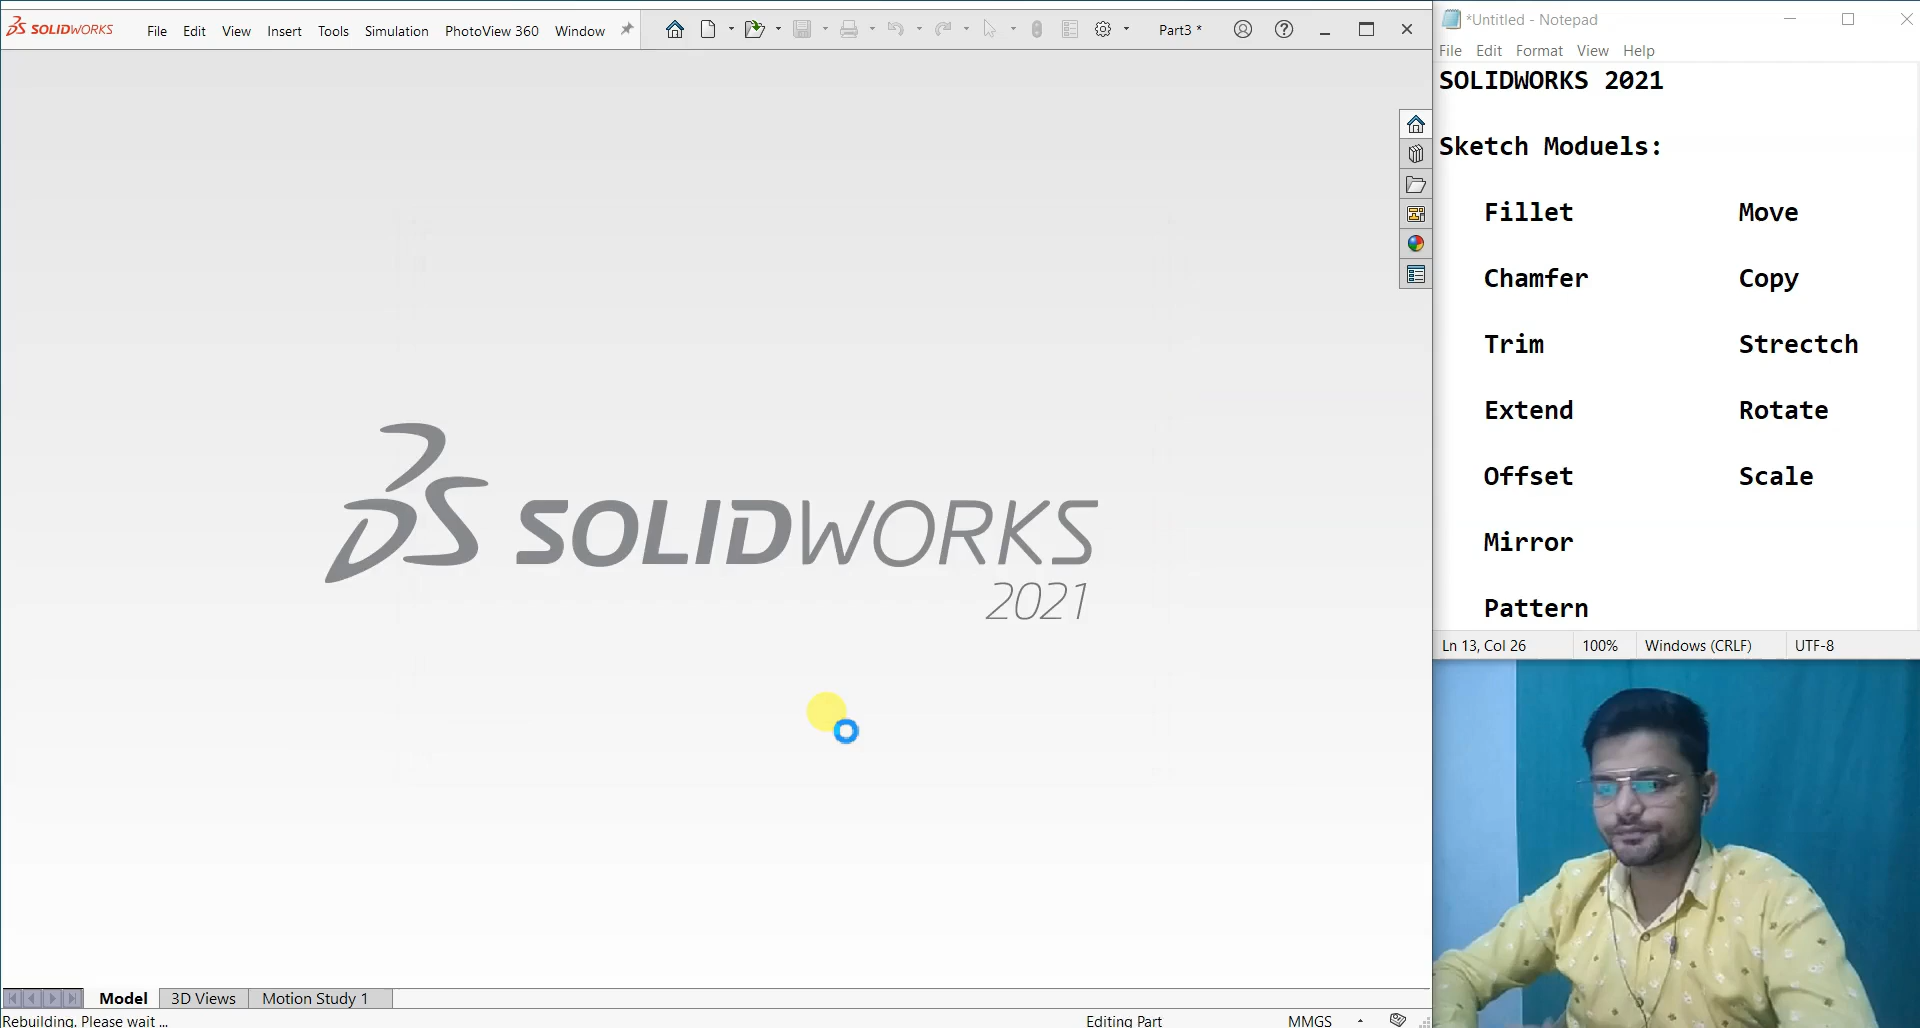 SOLIDWORKS File Edit View Insert Tools Simulation PhotoView 360 Window Part3 *
SOLIDWORKS
2021
Model 3D Views Motion Study 1
Rebuilding. Please wait ... Editing Part MMGS
*Untitled - Notepad
File Edit Format View Help
SOLIDWORKS 2021
Sketch Moduels:
Fillet Move
Chamfer Copy
Trim Strectch
Extend Rotate
Offset Scale
Mirror
Pattern
Ln 13, Col 26 100% Windows (CRLF) UTF-8